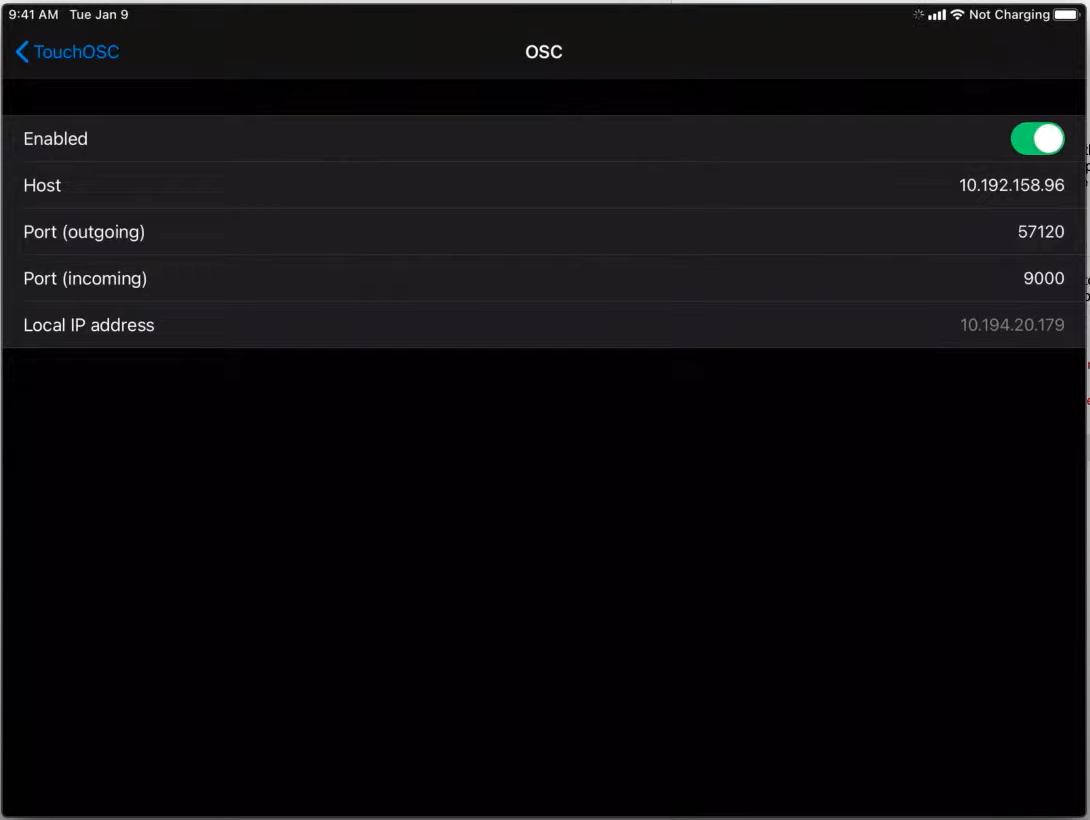 9:41 AM Tue Jan 9 Not Charging
TouchOSC OSC
Enabled
Host 10.192.158.96
Port (outgoing) 57120
Port (incoming) 9000
Local IP address 10.194.20.179